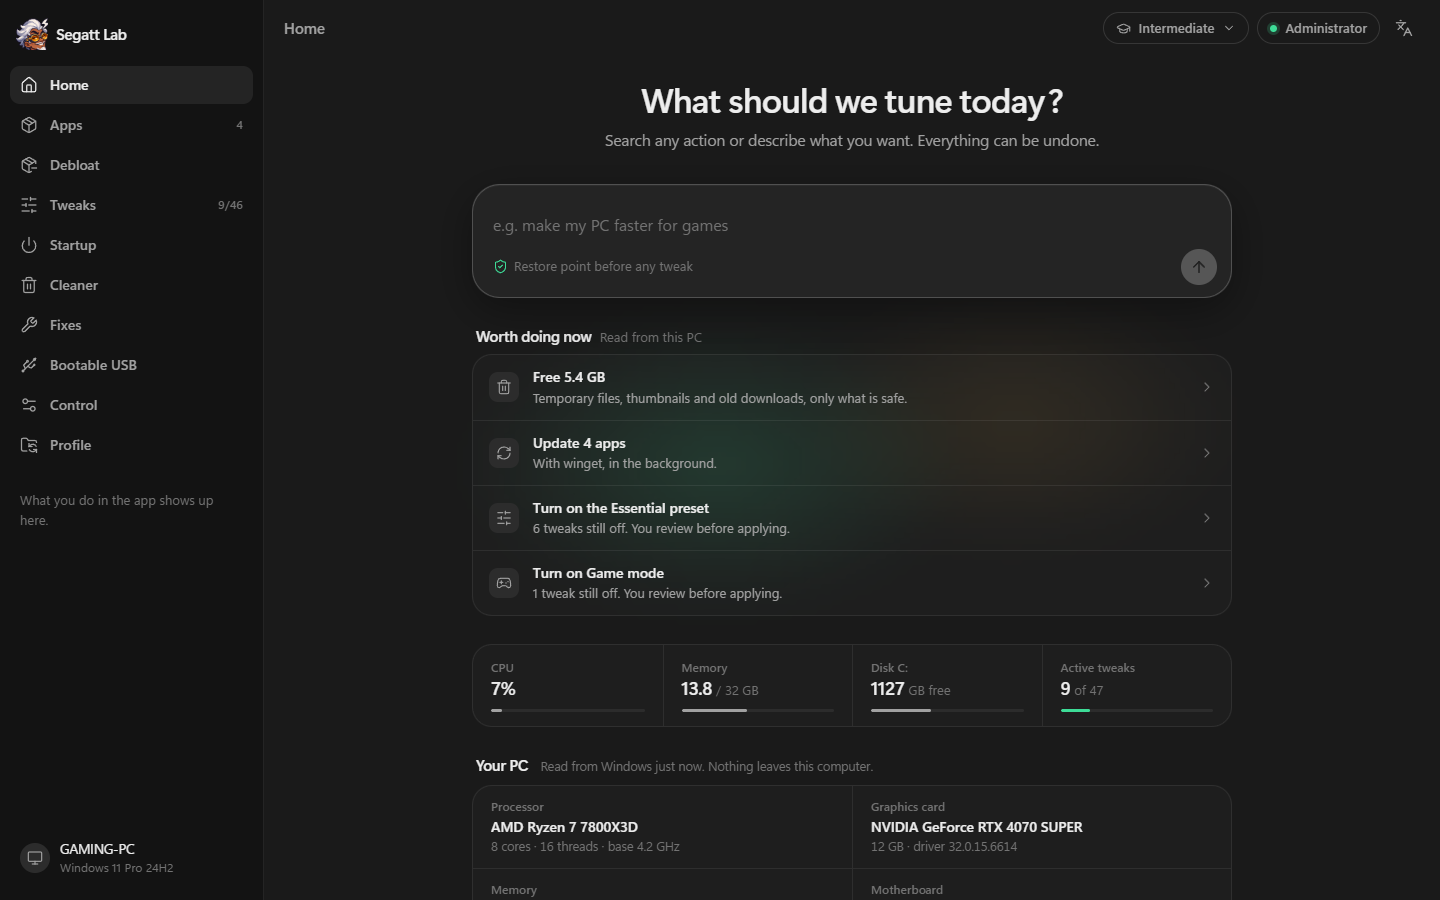 Segatt Lab
Home
Apps 4
Debloat
Tweaks 9/46
Startup
Cleaner
Fixes
Bootable USB
Control
Profile
What you do in the app shows up
here.
GAMING-PC
Windows 11 Pro 24H2
Home
Intermediate
Administrator
What should we tune today?
Search any action or describe what you want. Everything can be undone.
e.g. make my PC faster for games
Restore point before any tweak
Worth doing now Read from this PC
Free 5.4 GB
Temporary files, thumbnails and old downloads, only what is safe.
Update 4 apps
With winget, in the background.
Turn on the Essential preset
6 tweaks still off. You review before applying.
Turn on Game mode
1 tweak still off. You review before applying.
CPU
7%
Memory
13.8 / 32 GB
Disk C:
1127 GB free
Active tweaks
9 of 47
Your PC Read from Windows just now. Nothing leaves this computer.
Processor
AMD Ryzen 7 7800X3D
8 cores · 16 threads · base 4.2 GHz
Graphics card
NVIDIA GeForce RTX 4070 SUPER
12 GB · driver 32.0.15.6614
Memory
Motherboard